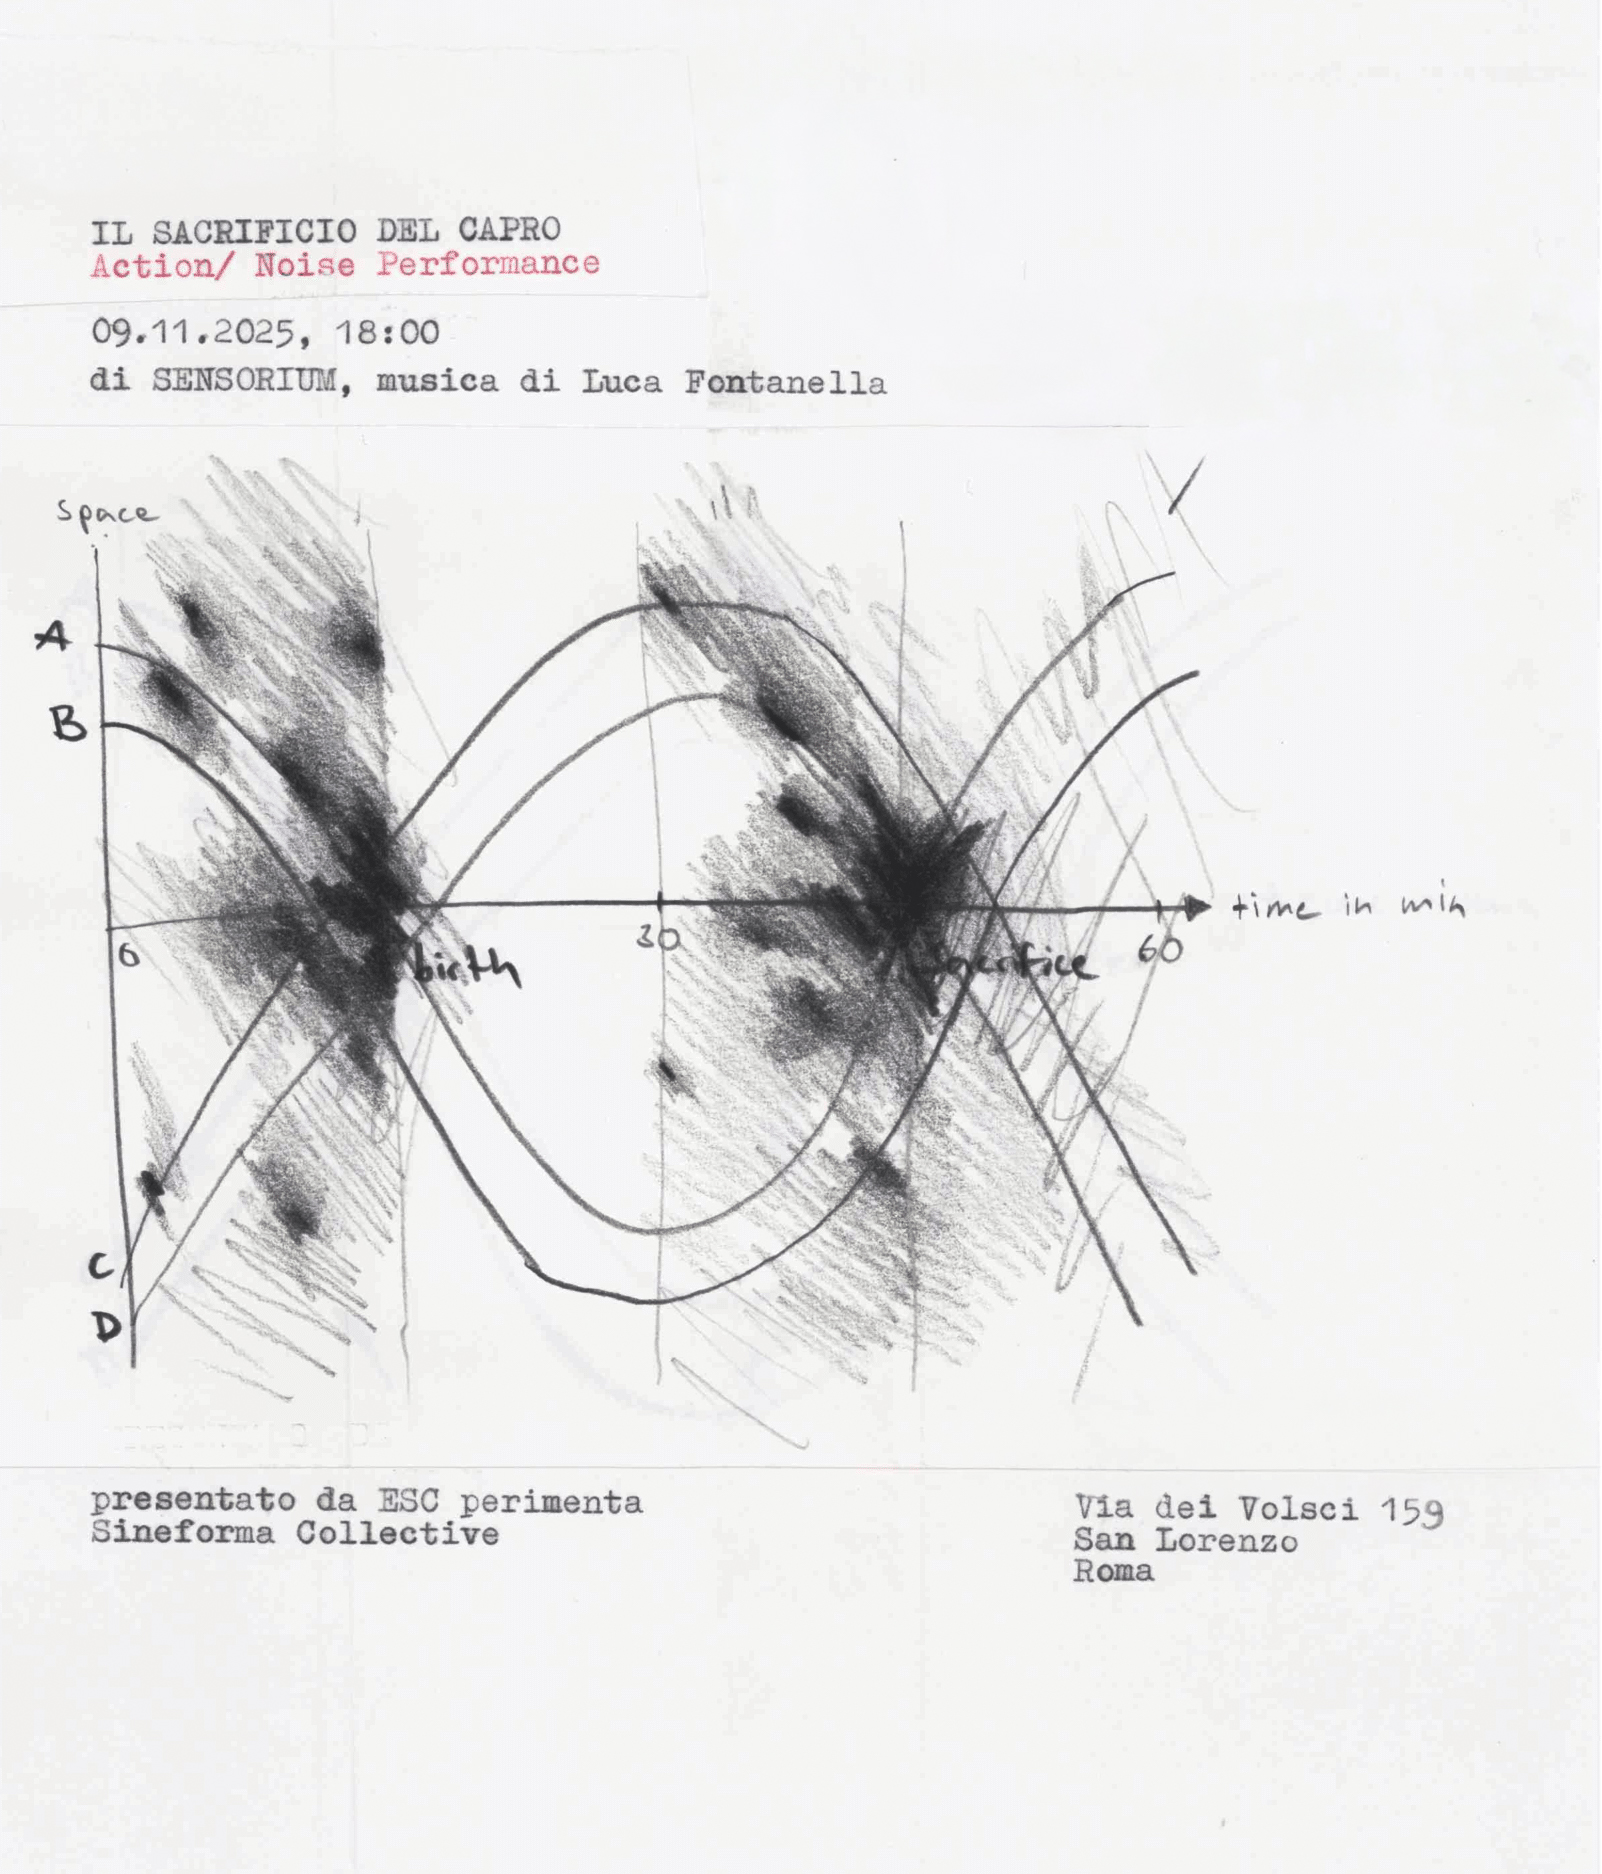 IL SACRIFICIO DEL CAPRO
Action/ Noise Performance
09.11.2025, 18:00
di SENSORIUM, musica di Luca Fontanella
Space
A
B
time in min
0
30
60
birth
Sacrifice
C
D
presentato da ESC perimenta
Sineforma Collective
Via dei Volsci 159
San Lorenzo
Roma